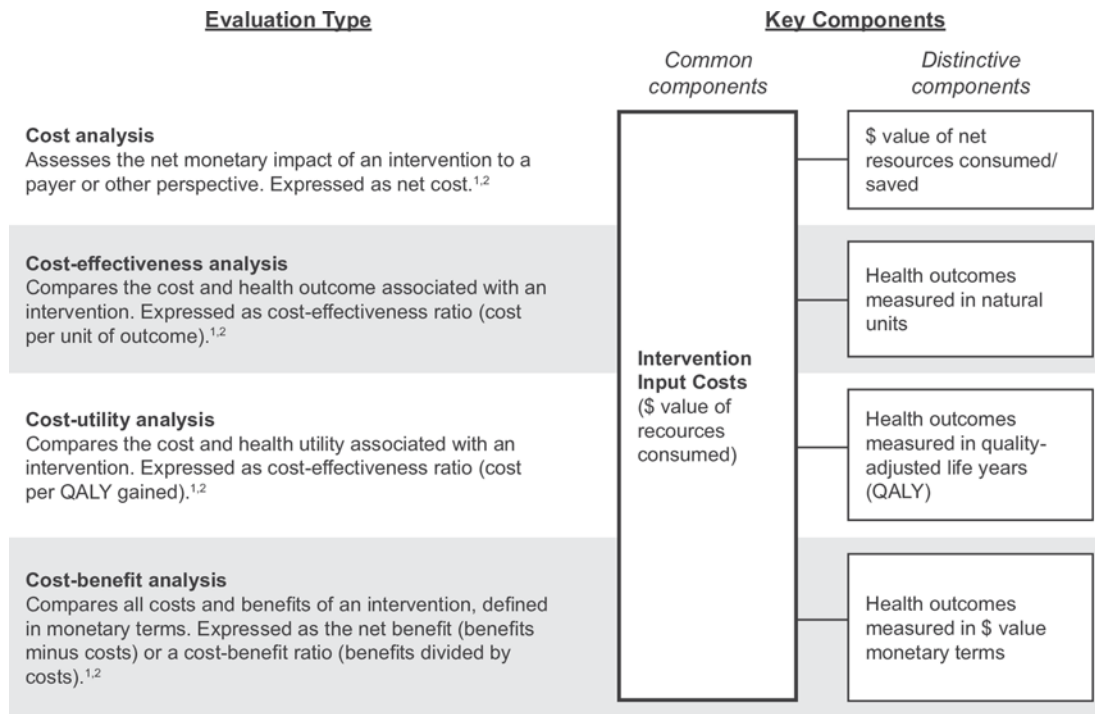 Evaluation Type
Key Components
Common
components
Distinctive
components
Cost analysis
Assesses the net monetary impact of an intervention to a
payer or other perspective. Expressed as net cost.1,2
$ value of net
resources consumed/
saved
Cost-effectiveness analysis
Compares the cost and health outcome associated with an
intervention. Expressed as cost-effectiveness ratio (cost
per unit of outcome).1,2
Health outcomes
measured in natural
units
Intervention
Input Costs
($ value of
recources
consumed)
Cost-utility analysis
Compares the cost and health utility associated with an
intervention. Expressed as cost-effectiveness ratio (cost
per QALY gained).1,2
Health outcomes
measured in quality-
adjusted life years
(QALY)
Cost-benefit analysis
Compares all costs and benefits of an intervention, defined
in monetary terms. Expressed as the net benefit (benefits
minus costs) or a cost-benefit ratio (benefits divided by
costs).1,2
Health outcomes
measured in $ value
monetary terms